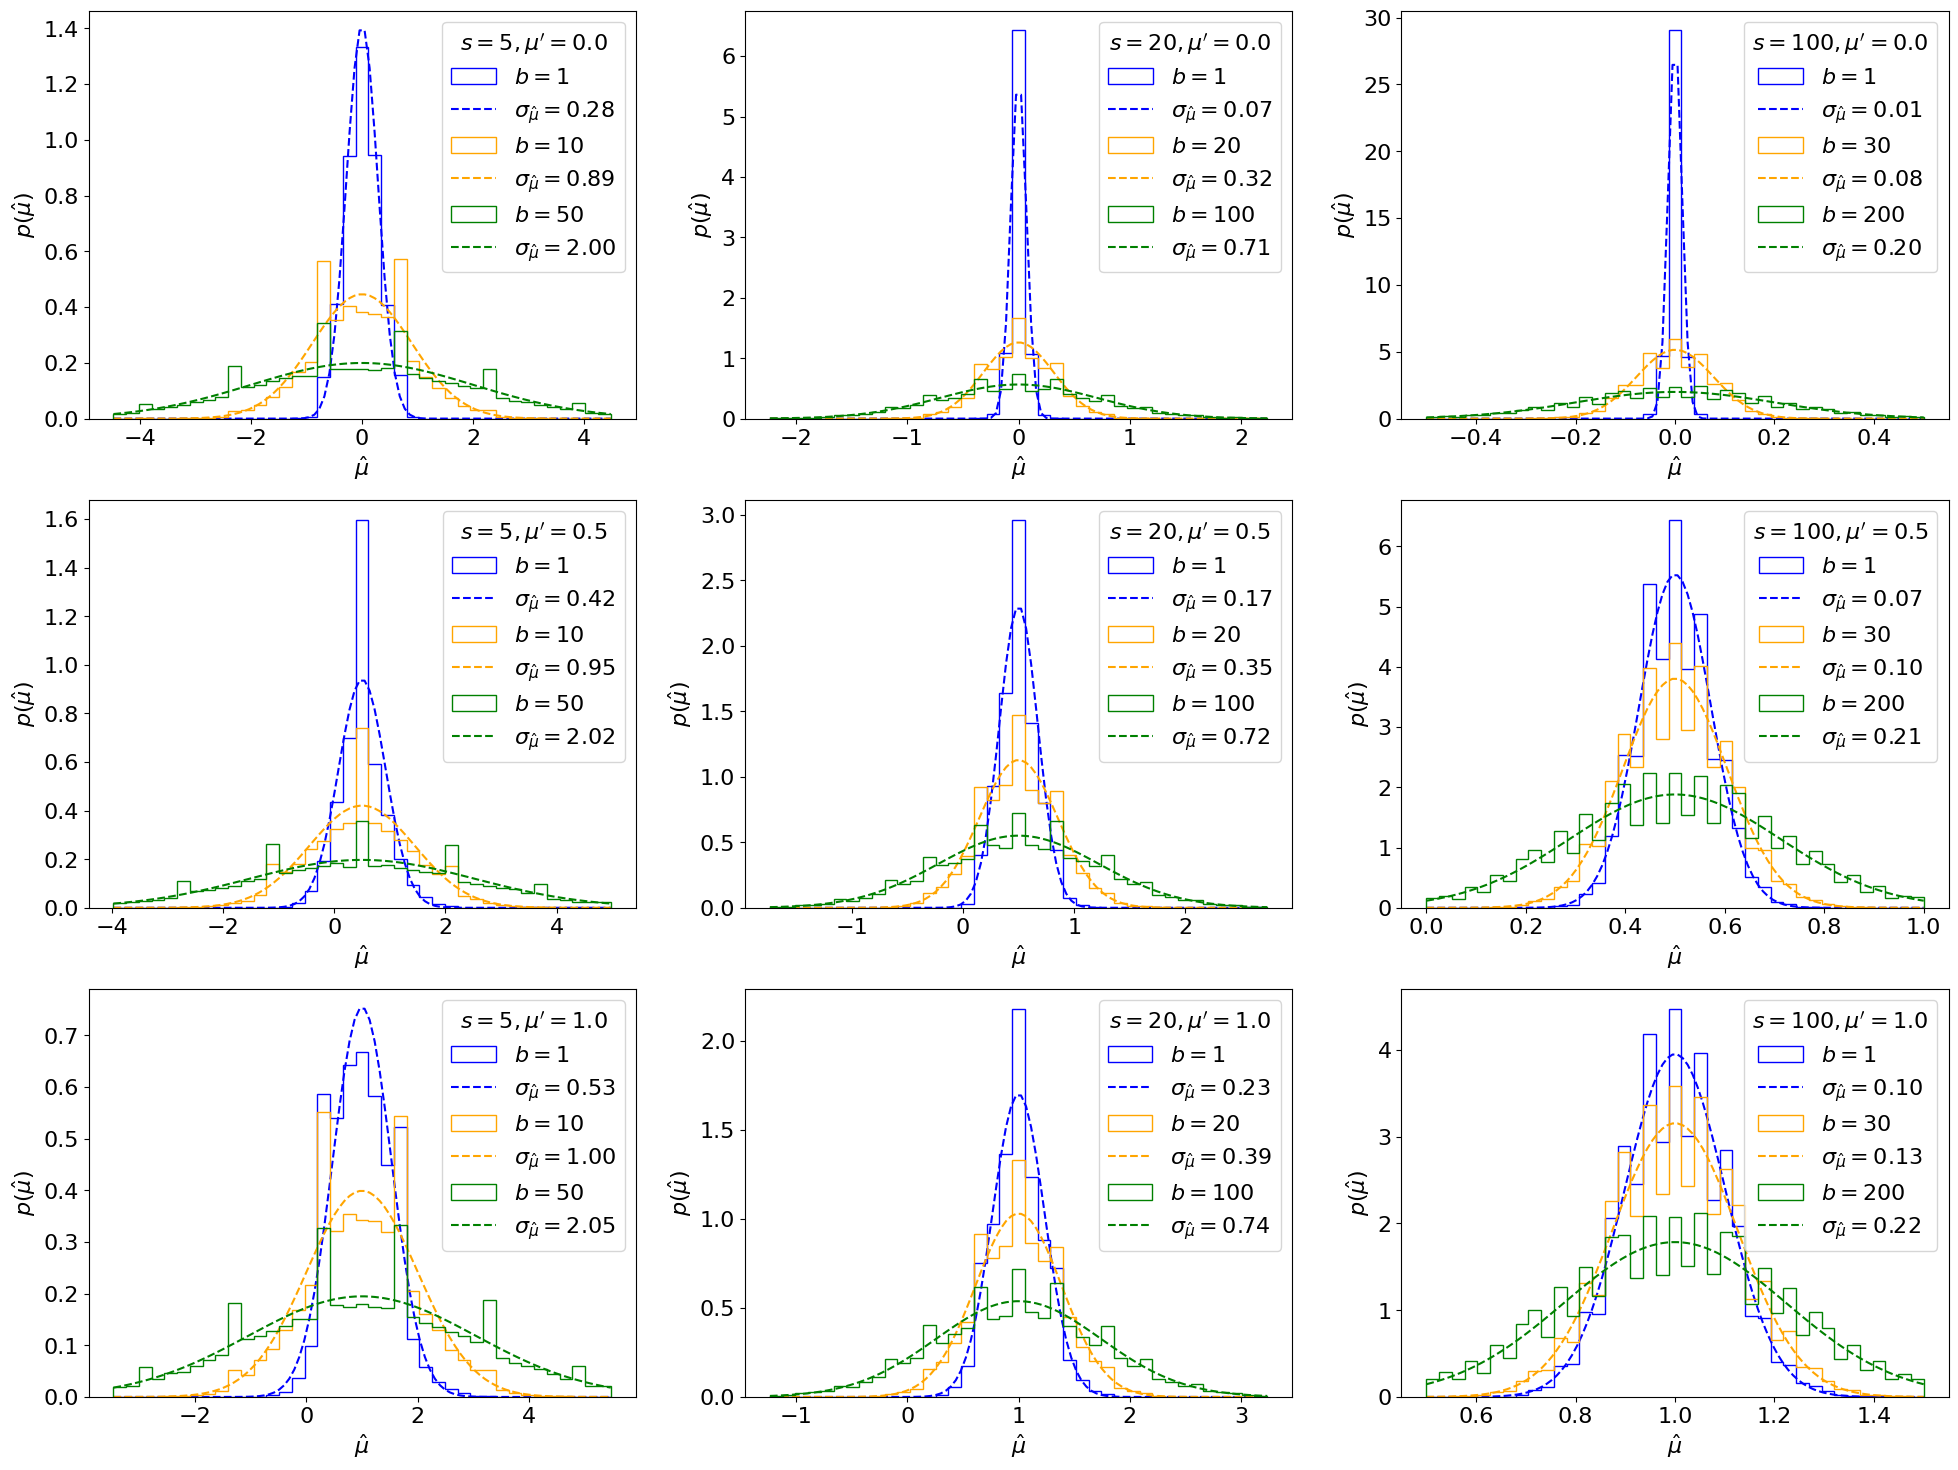 s = 5, μ′ = 0.0
b = 1
σ_μ̂ = 0.28
b = 10
σ_μ̂ = 0.89
b = 50
σ_μ̂ = 2.00
p(μ̂)
0.0 0.2 0.4 0.6 0.8 1.0 1.2 1.4
−4 −2 0 2 4
μ̂
s = 20, μ′ = 0.0
b = 1
σ_μ̂ = 0.07
b = 20
σ_μ̂ = 0.32
b = 100
σ_μ̂ = 0.71
p(μ̂)
0 1 2 3 4 5 6
−2 −1 0 1 2
μ̂
s = 100, μ′ = 0.0
b = 1
σ_μ̂ = 0.01
b = 30
σ_μ̂ = 0.08
b = 200
σ_μ̂ = 0.20
p(μ̂)
0 5 10 15 20 25 30
−0.4 −0.2 0.0 0.2 0.4
μ̂
s = 5, μ′ = 0.5
b = 1
σ_μ̂ = 0.42
b = 10
σ_μ̂ = 0.95
b = 50
σ_μ̂ = 2.02
p(μ̂)
0.0 0.2 0.4 0.6 0.8 1.0 1.2 1.4 1.6
−4 −2 0 2 4
μ̂
s = 20, μ′ = 0.5
b = 1
σ_μ̂ = 0.17
b = 20
σ_μ̂ = 0.35
b = 100
σ_μ̂ = 0.72
p(μ̂)
0.0 0.5 1.0 1.5 2.0 2.5 3.0
−1 0 1 2
μ̂
s = 100, μ′ = 0.5
b = 1
σ_μ̂ = 0.07
b = 30
σ_μ̂ = 0.10
b = 200
σ_μ̂ = 0.21
p(μ̂)
0 1 2 3 4 5 6
0.0 0.2 0.4 0.6 0.8 1.0
μ̂
s = 5, μ′ = 1.0
b = 1
σ_μ̂ = 0.53
b = 10
σ_μ̂ = 1.00
b = 50
σ_μ̂ = 2.05
p(μ̂)
0.0 0.1 0.2 0.3 0.4 0.5 0.6 0.7
−2 0 2 4
μ̂
s = 20, μ′ = 1.0
b = 1
σ_μ̂ = 0.23
b = 20
σ_μ̂ = 0.39
b = 100
σ_μ̂ = 0.74
p(μ̂)
0.0 0.5 1.0 1.5 2.0
−1 0 1 2 3
μ̂
s = 100, μ′ = 1.0
b = 1
σ_μ̂ = 0.10
b = 30
σ_μ̂ = 0.13
b = 200
σ_μ̂ = 0.22
p(μ̂)
0 1 2 3 4
0.6 0.8 1.0 1.2 1.4
μ̂